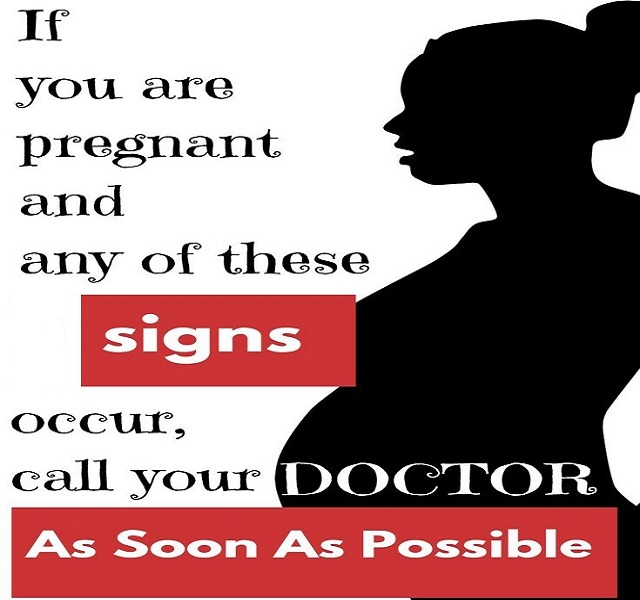 If
you are
pregnant
and
any of these
signs
occur,
call your DOCTOR
As Soon As Possible